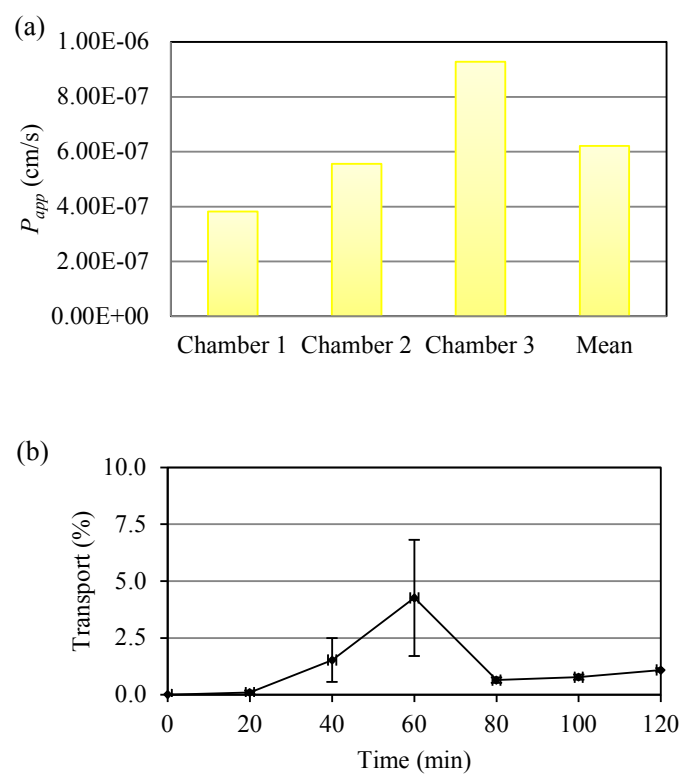 (a)
1.00E-06
8.00E-07
6.00E-07
4.00E-07
2.00E-07
0.00E+00
Papp (cm/s)
Chamber 1 Chamber 2 Chamber 3 Mean
(b)
10.0
7.5
5.0
2.5
0.0
Transport (%)
0 20 40 60 80 100 120
Time (min)